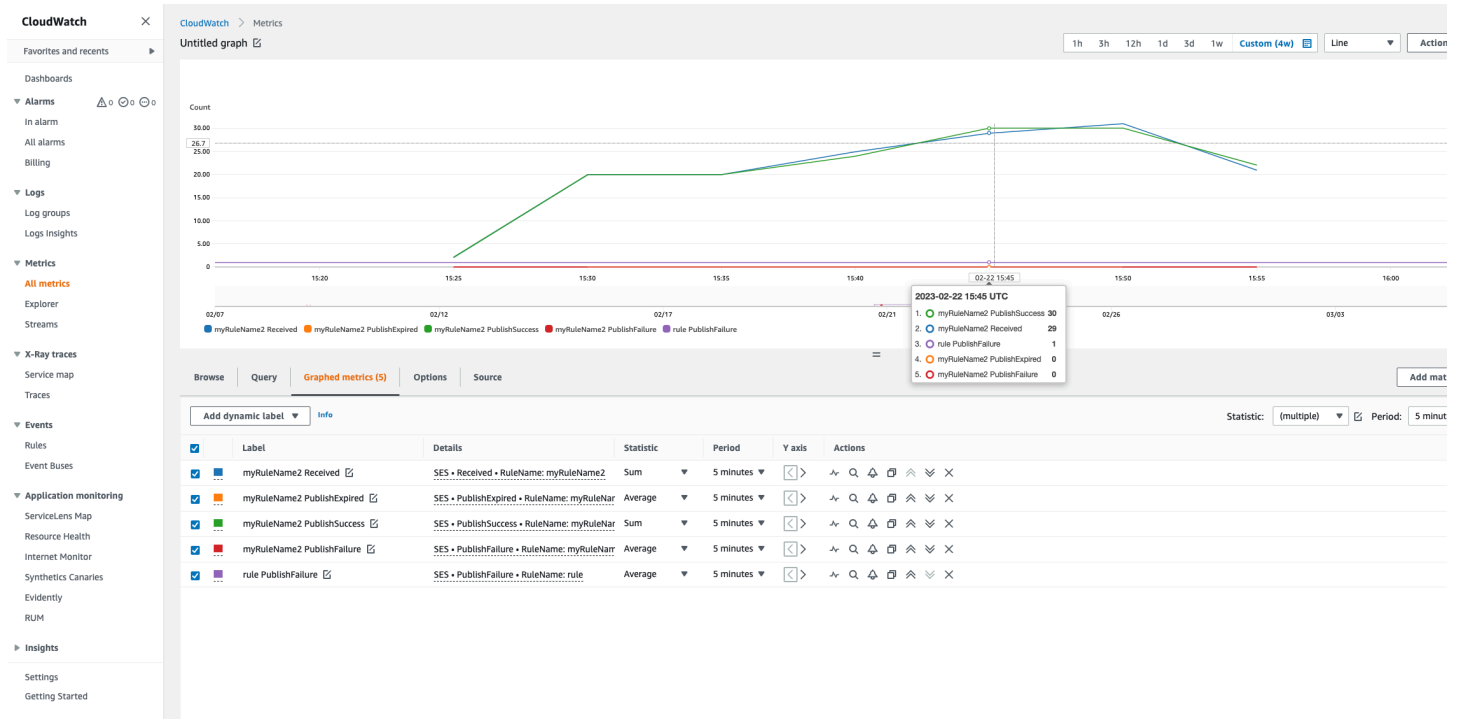 CloudWatch
Favorites and recents
Dashboards
Alarms 0 0 0
In alarm
All alarms
Billing
Logs
Log groups
Logs Insights
Metrics
All metrics
Explorer
Streams
X-Ray traces
Service map
Traces
Events
Rules
Event Buses
Application monitoring
ServiceLens Map
Resource Health
Internet Monitor
Synthetics Canaries
Evidently
RUM
Insights
Settings
Getting Started
CloudWatch > Metrics
Untitled graph
1h 3h 12h 1d 3d 1w Custom (4w) Line Action
Count
30.00
26.7
25.00
20.00
15.00
10.00
5.00
0
15:20 15:25 15:30 15:35 15:40 02-22 15:45 15:50 15:55 16:00
02/07 02/12 02/17 02/21 02/26 03/03
myRuleName2 Received myRuleName2 PublishExpired myRuleName2 PublishSuccess myRuleName2 PublishFailure rule PublishFailure
2023-02-22 15:45 UTC
1. myRuleName2 PublishSuccess 30
2. myRuleName2 Received 29
3. rule PublishFailure 1
4. myRuleName2 PublishExpired 0
5. myRuleName2 PublishFailure 0
Browse Query Graphed metrics (5) Options Source Add mat
Add dynamic label Info Statistic: (multiple) Period: 5 minut
Label Details Statistic Period Y axis Actions
myRuleName2 Received SES • Received • RuleName: myRuleName2 Sum 5 minutes
myRuleName2 PublishExpired SES • PublishExpired • RuleName: myRuleNar Average 5 minutes
myRuleName2 PublishSuccess SES • PublishSuccess • RuleName: myRuleNar Sum 5 minutes
myRuleName2 PublishFailure SES • PublishFailure • RuleName: myRuleNam Average 5 minutes
rule PublishFailure SES • PublishFailure • RuleName: rule Average 5 minutes